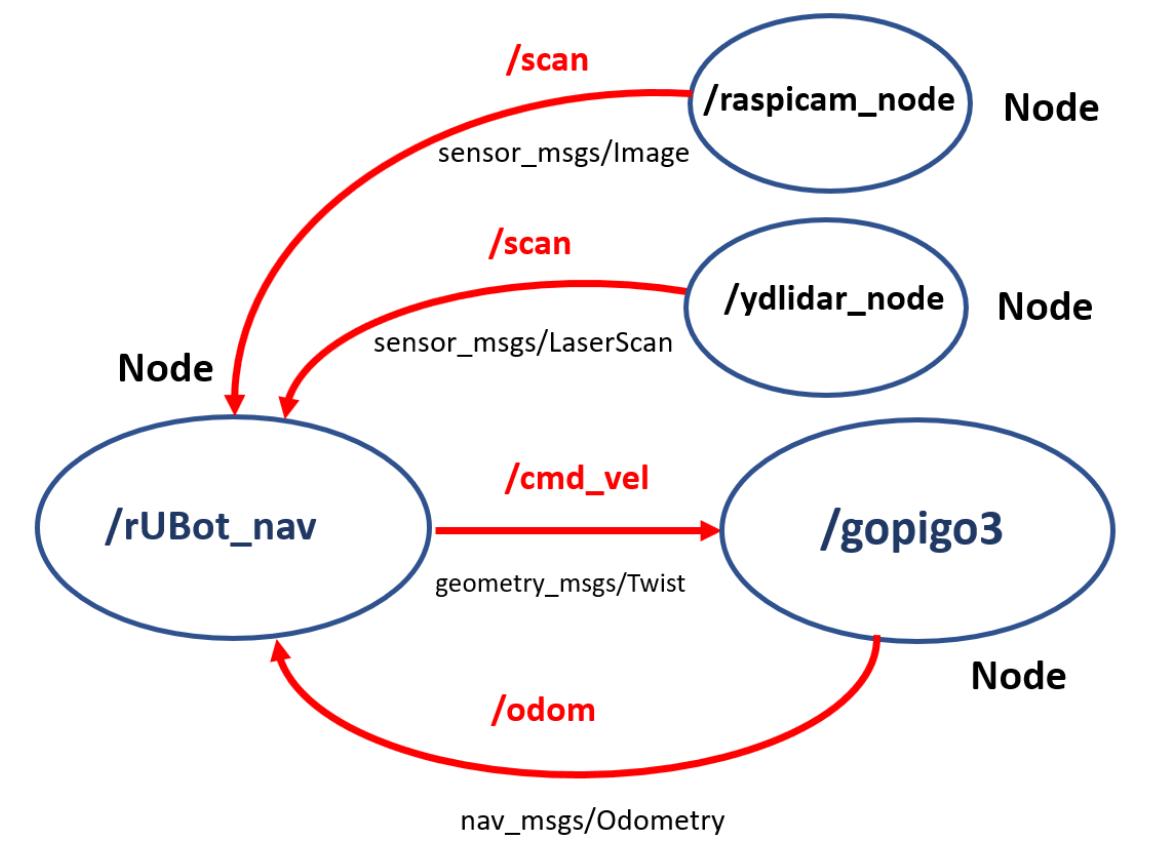 /scan
/raspicam_node
Node
sensor_msgs/Image
/scan
/ydlidar_node
Node
sensor_msgs/LaserScan
Node
/cmd_vel
/rUBot_nav
/gopigo3
geometry_msgs/Twist
Node
/odom
nav_msgs/Odometry